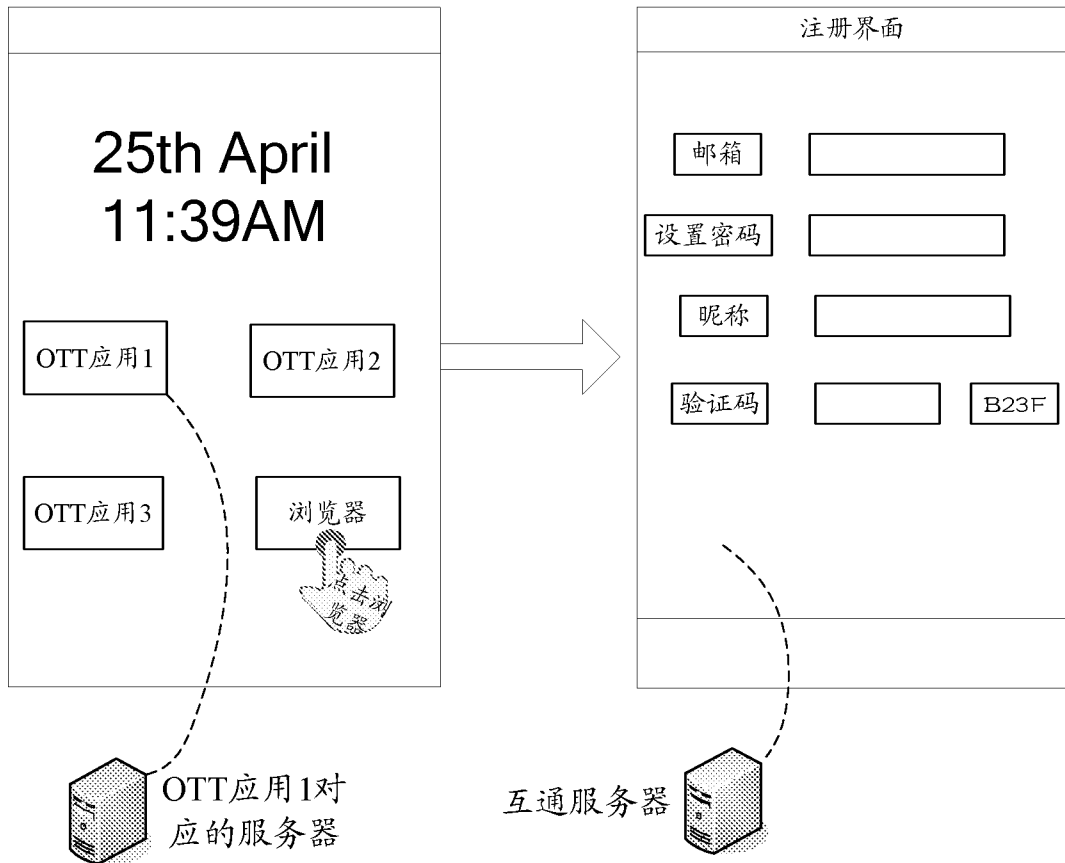 25th April
11:39AM
OTT应用1
OTT应用2
OTT应用3
浏览器
点击浏
览器
OTT应用1对
应的服务器
注册界面
邮箱
设置密码
昵称
验证码
B23F
互通服务器